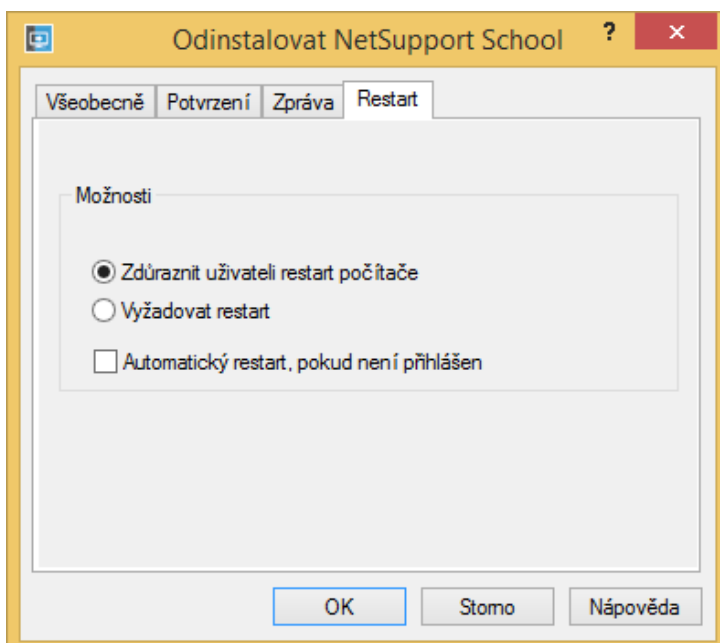 Odinstalovat NetSupport School ? ×
Všeobecně Potvrzení Zpráva Restart
Možnosti
Zdůraznit uživateli restart počítače
Vyžadovat restart
Automatický restart, pokud není přihlášen
OK Storno Nápověda